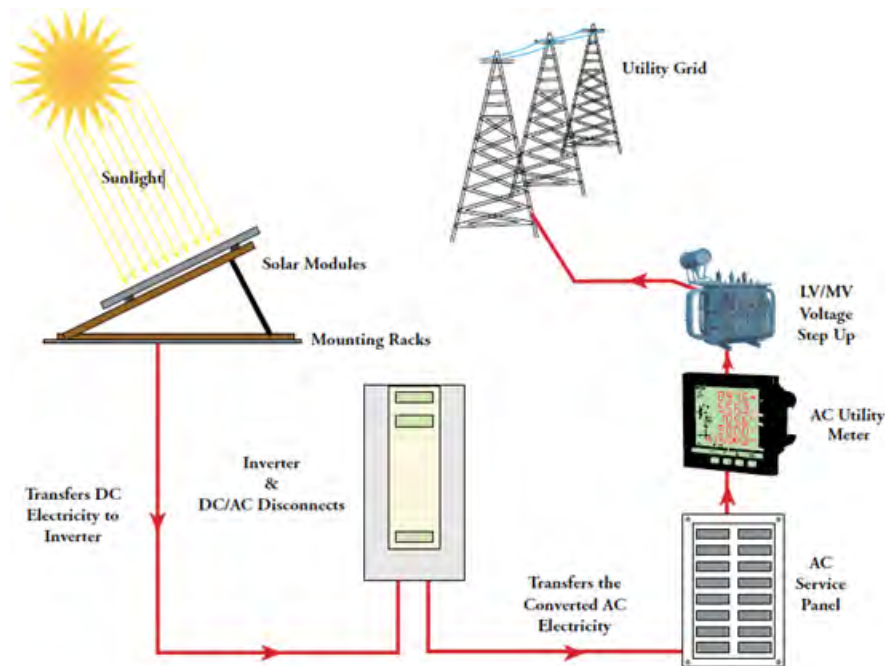 Utility Grid
Sunlight
Solar Modules
Mounting Racks
LV/MV
Voltage
Step Up
AC Utility
Meter
Inverter
&
DC/AC Disconnects
Transfers DC
Electricity to
Inverter
Transfers the
Converted AC
Electricity
AC
Service
Panel